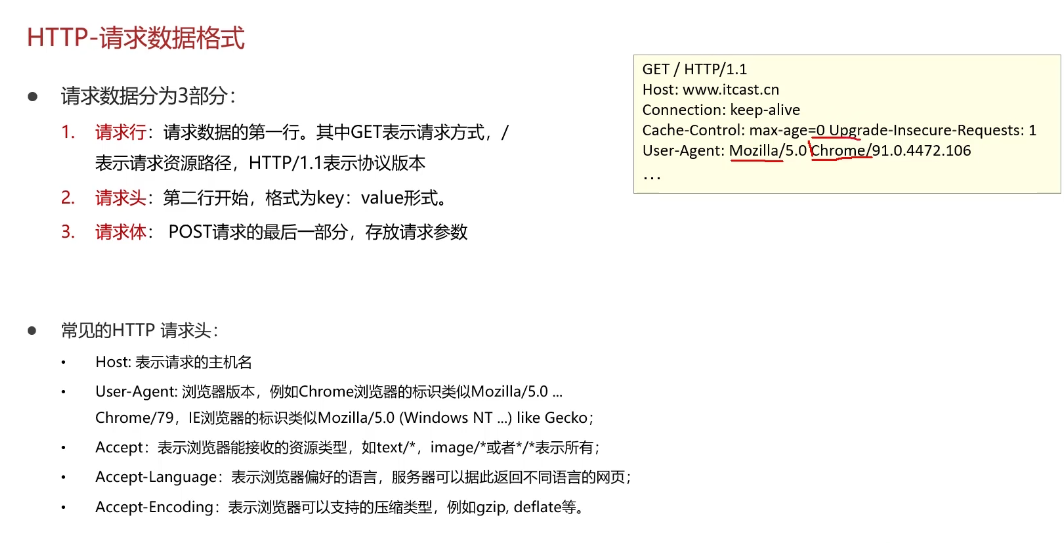 HTTP-请求数据格式
请求数据分为3部分：
1. 请求行：请求数据的第一行。其中GET表示请求方式，/
表示请求资源路径，HTTP/1.1表示协议版本
2. 请求头：第二行开始，格式为key：value形式。
3. 请求体： POST请求的最后一部分，存放请求参数
GET / HTTP/1.1
Host: www.itcast.cn
Connection: keep-alive
Cache-Control: max-age=0 Upgrade-Insecure-Requests: 1
User-Agent: Mozilla/5.0 Chrome/91.0.4472.106
...
常见的HTTP 请求头：
Host: 表示请求的主机名
User-Agent: 浏览器版本，例如Chrome浏览器的标识类似Mozilla/5.0 ...
Chrome/79，IE浏览器的标识类似Mozilla/5.0 (Windows NT ...) like Gecko；
Accept：表示浏览器能接收的资源类型，如text/*，image/*或者*/*表示所有；
Accept-Language：表示浏览器偏好的语言，服务器可以据此返回不同语言的网页；
Accept-Encoding：表示浏览器可以支持的压缩类型，例如gzip, deflate等。